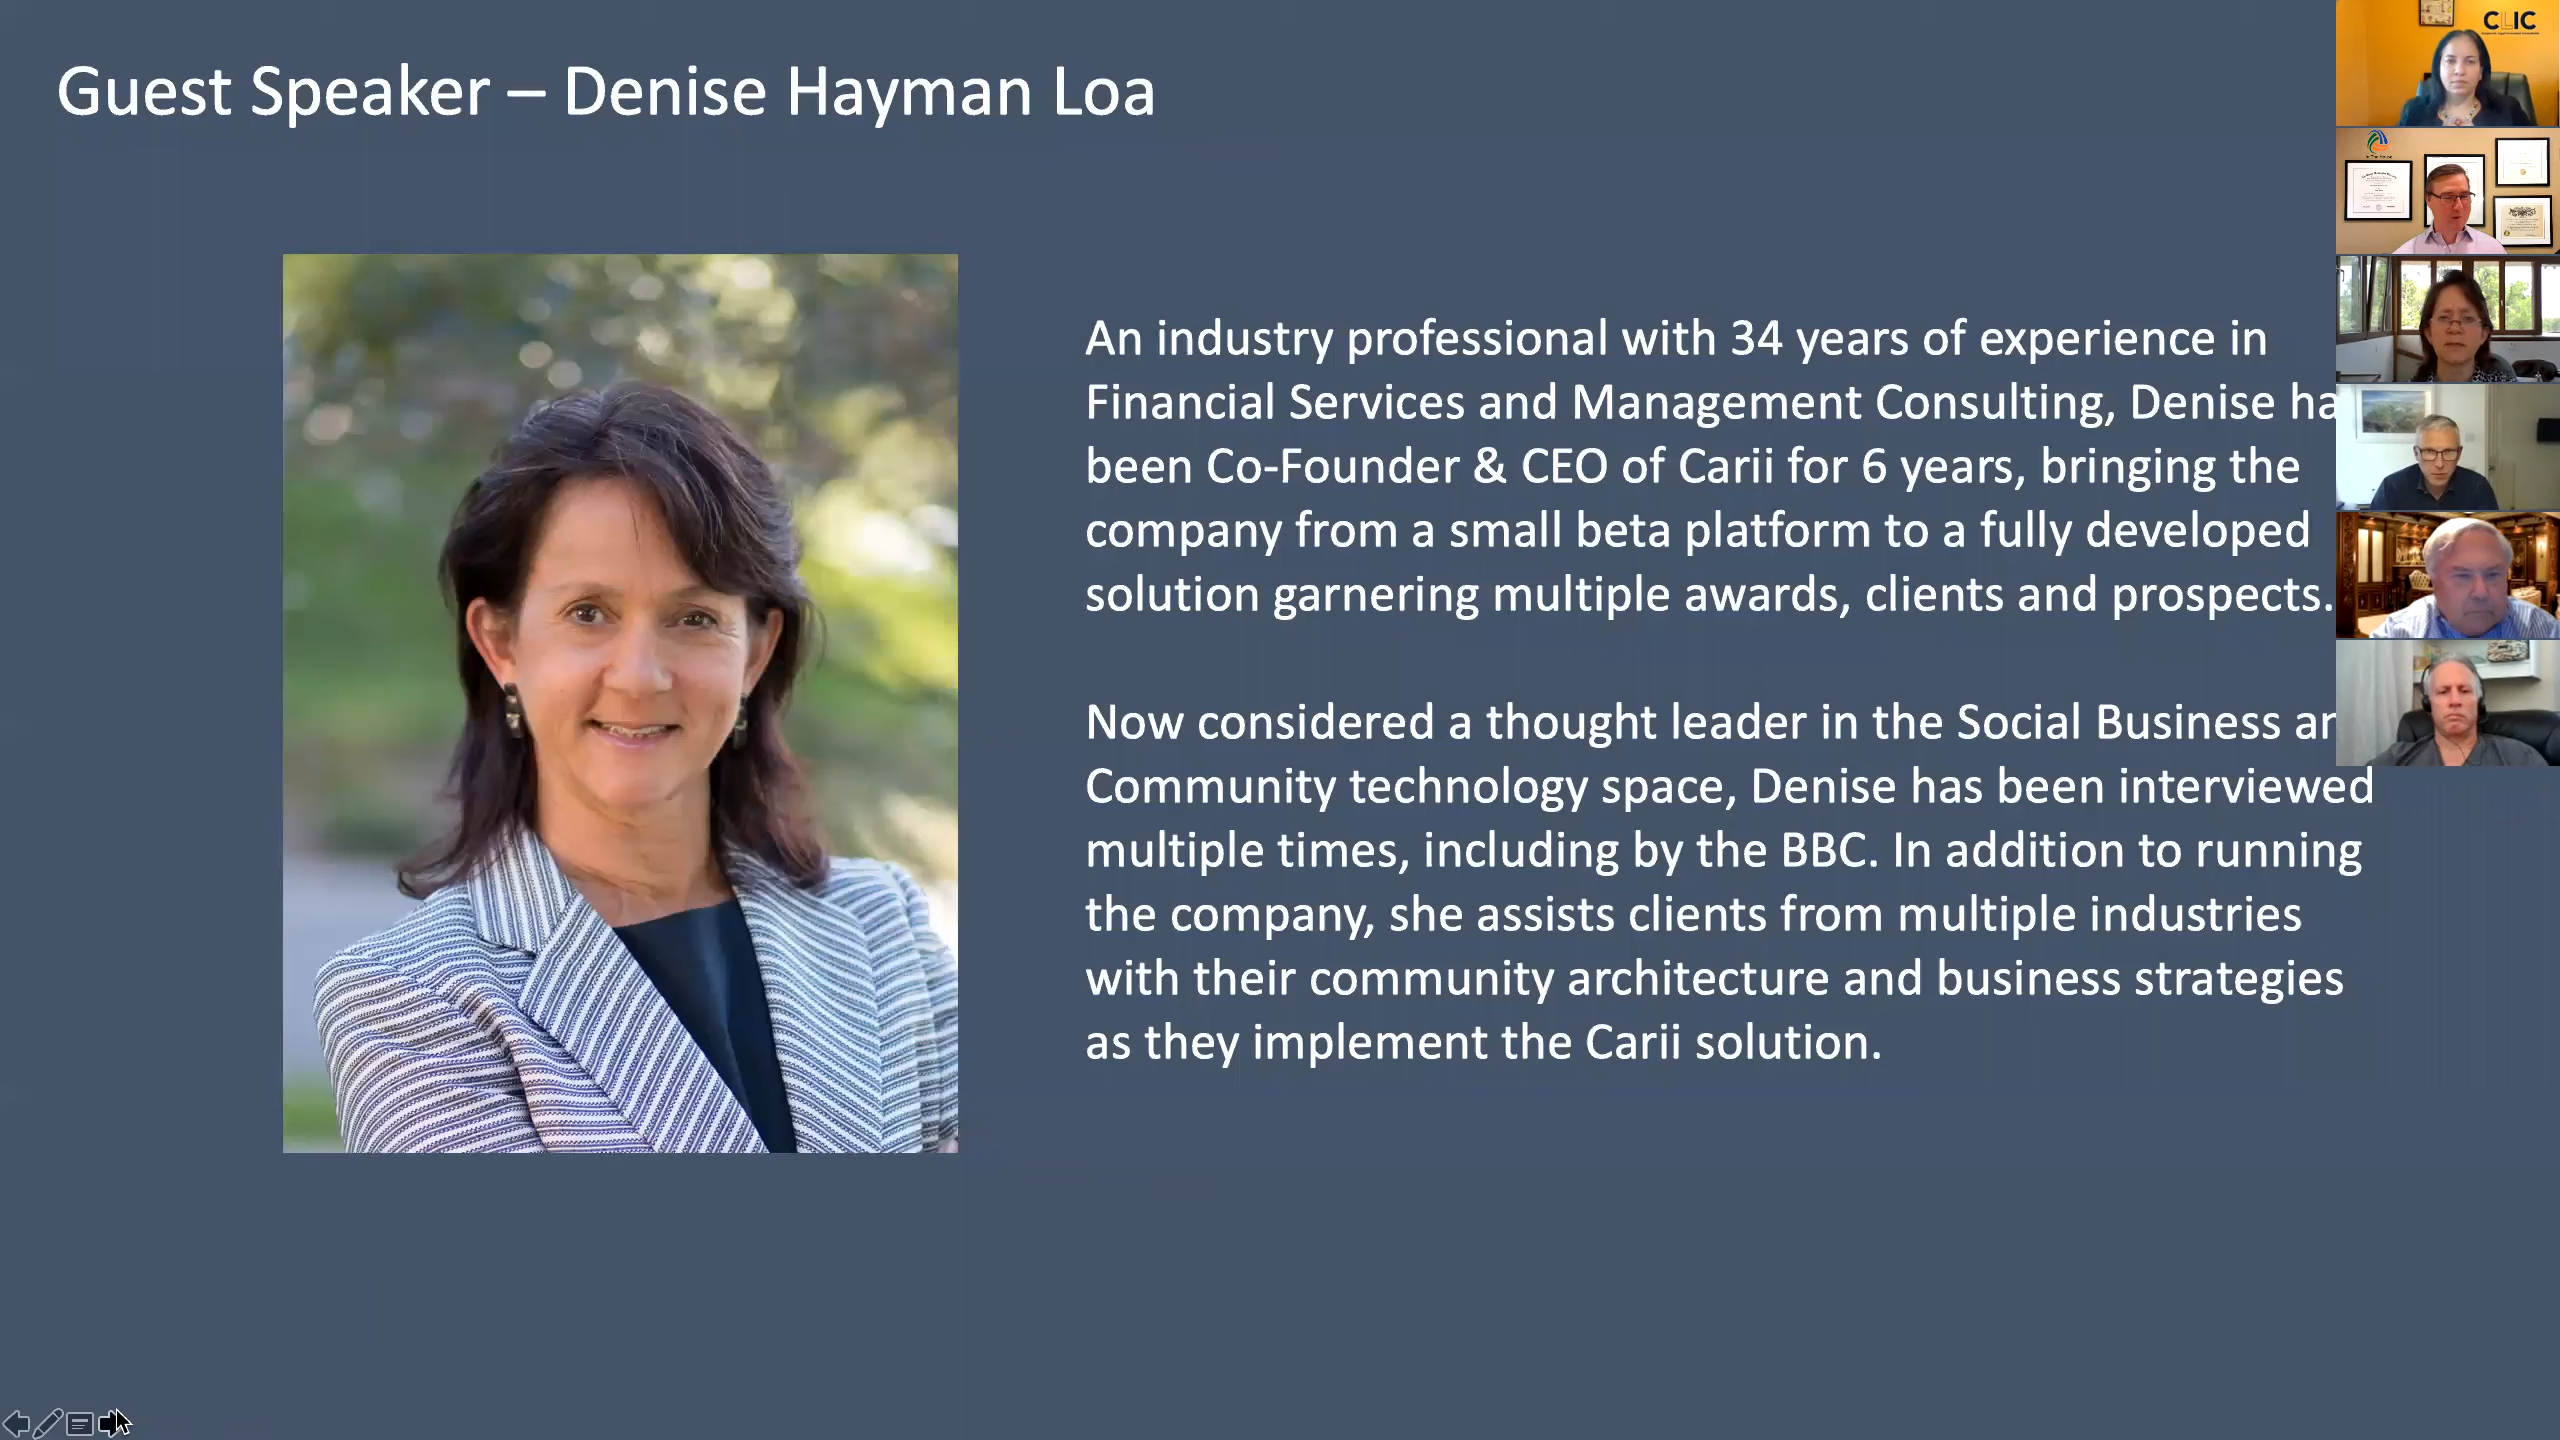 Guest Speaker – Denise Hayman Loa
CLIC
In The House
An industry professional with 34 years of experience in
Financial Services and Management Consulting, Denise ha
been Co-Founder & CEO of Carii for 6 years, bringing the
company from a small beta platform to a fully developed
solution garnering multiple awards, clients and prospects.
Now considered a thought leader in the Social Business ar
Community technology space, Denise has been interviewed
multiple times, including by the BBC. In addition to running
the company, she assists clients from multiple industries
with their community architecture and business strategies
as they implement the Carii solution.